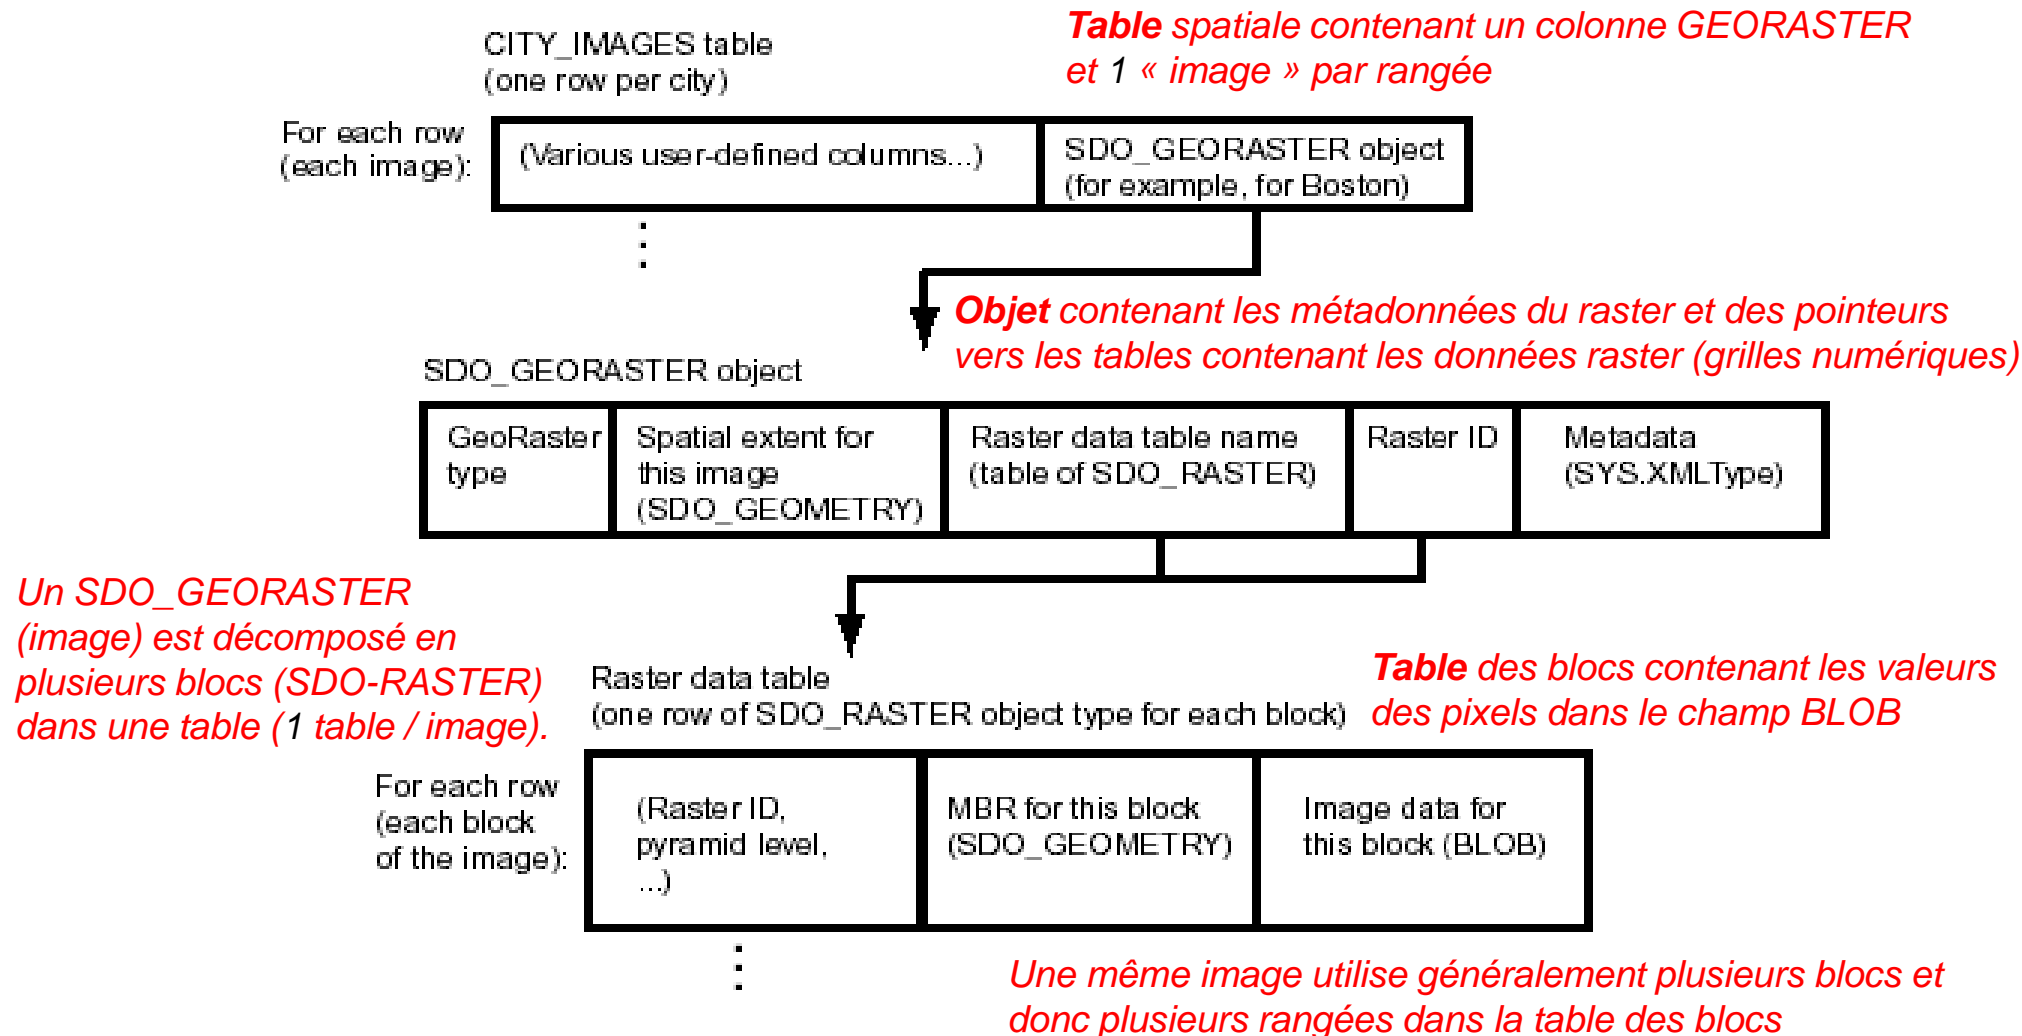 CITY_IMAGES table
(one row per city)
Table spatiale contenant un colonne GEORASTER
et 1 « image » par rangée
For each row
(each image):
(Various user-defined columns...)
SDO_GEORASTER object
(for example, for Boston)
Objet contenant les métadonnées du raster et des pointeurs
vers les tables contenant les données raster (grilles numériques)
SDO_GEORASTER object
GeoRaster
type
Spatial extent for
this image
(SDO_GEOMETRY)
Raster data table name
(table of SDO_RASTER)
Raster ID
Metadata
(SYS.XMLType)
Un SDO_GEORASTER
(image) est décomposé en
plusieurs blocs (SDO-RASTER)
dans une table (1 table / image).
Raster data table
(one row of SDO_RASTER object type for each block)
Table des blocs contenant les valeurs
des pixels dans le champ BLOB
For each row
(each block
of the image):
(Raster ID,
pyramid level,
...)
MBR for this block
(SDO_GEOMETRY)
Image data for
this block (BLOB)
Une même image utilise généralement plusieurs blocs et
donc plusieurs rangées dans la table des blocs